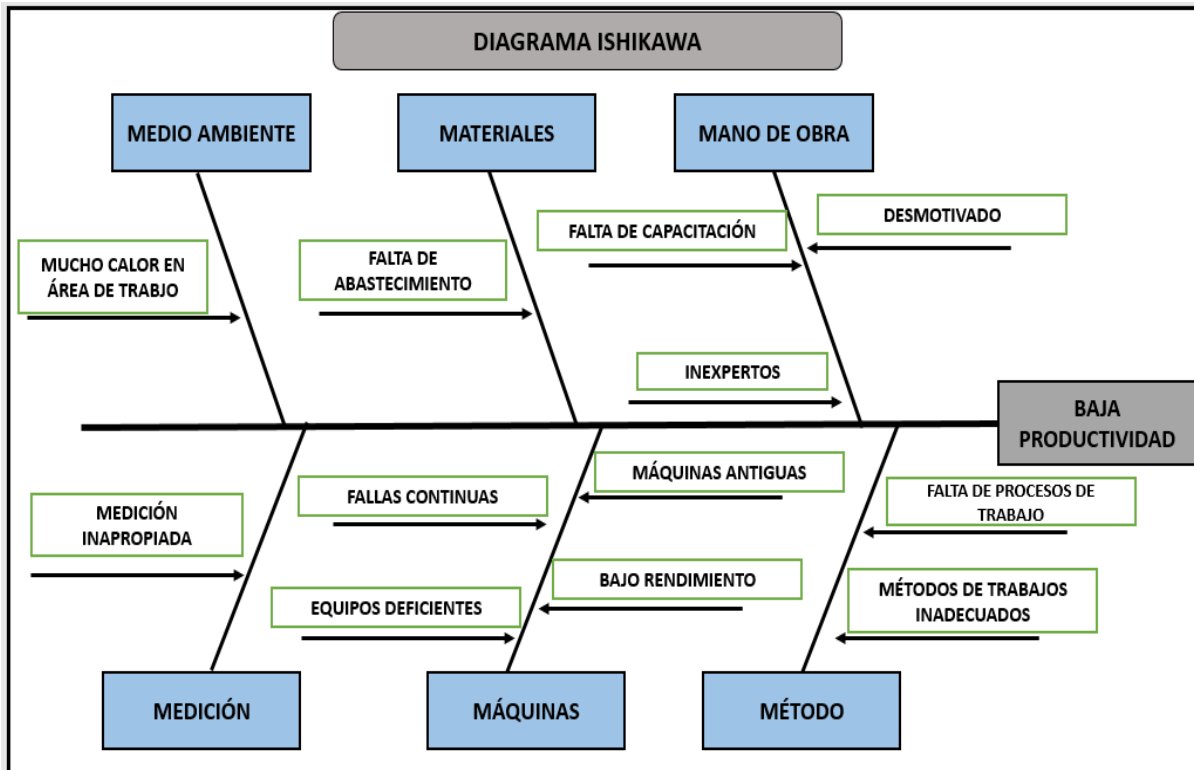 DIAGRAMA ISHIKAWA
MEDIO AMBIENTE
MATERIALES
MANO DE OBRA
MUCHO CALOR EN
ÁREA DE TRABJO
FALTA DE
ABASTECIMIENTO
FALTA DE CAPACITACIÓN
DESMOTIVADO
INEXPERTOS
BAJA
PRODUCTIVIDAD
MEDICIÓN
INAPROPIADA
FALLAS CONTINUAS
MÁQUINAS ANTIGUAS
FALTA DE PROCESOS DE
TRABAJO
EQUIPOS DEFICIENTES
BAJO RENDIMIENTO
MÉTODOS DE TRABAJOS
INADECUADOS
MEDICIÓN
MÁQUINAS
MÉTODO